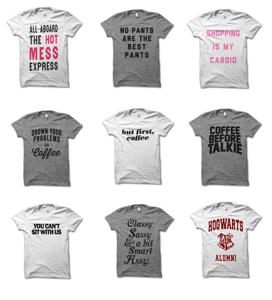 ALL ABOARD
THE HOT
MESS
EXPRESS
NO PANTS
ARE THE
BEST
PANTS
SHOPPING
IS MY
CARDIO
DROWN YOUR
PROBLEMS
in
Coffee
but first,
coffee
COFFEE
BEFORE
TALKIE
YOU CAN'T
SIT WITH US
Classy
Sassy
& a bit
Smart
Assy.
HOGWARTS
ALUMNI